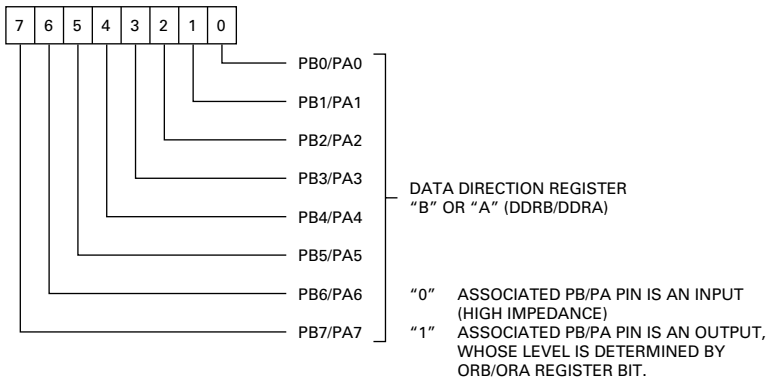 7 6 5 4 3 2 1 0
PB0/PA0
PB1/PA1
PB2/PA2
PB3/PA3
PB4/PA4
PB5/PA5
PB6/PA6
PB7/PA7
DATA DIRECTION REGISTER
“B” OR “A” (DDRB/DDRA)
“0” ASSOCIATED PB/PA PIN IS AN INPUT
(HIGH IMPEDANCE)
“1” ASSOCIATED PB/PA PIN IS AN OUTPUT,
WHOSE LEVEL IS DETERMINED BY
ORB/ORA REGISTER BIT.